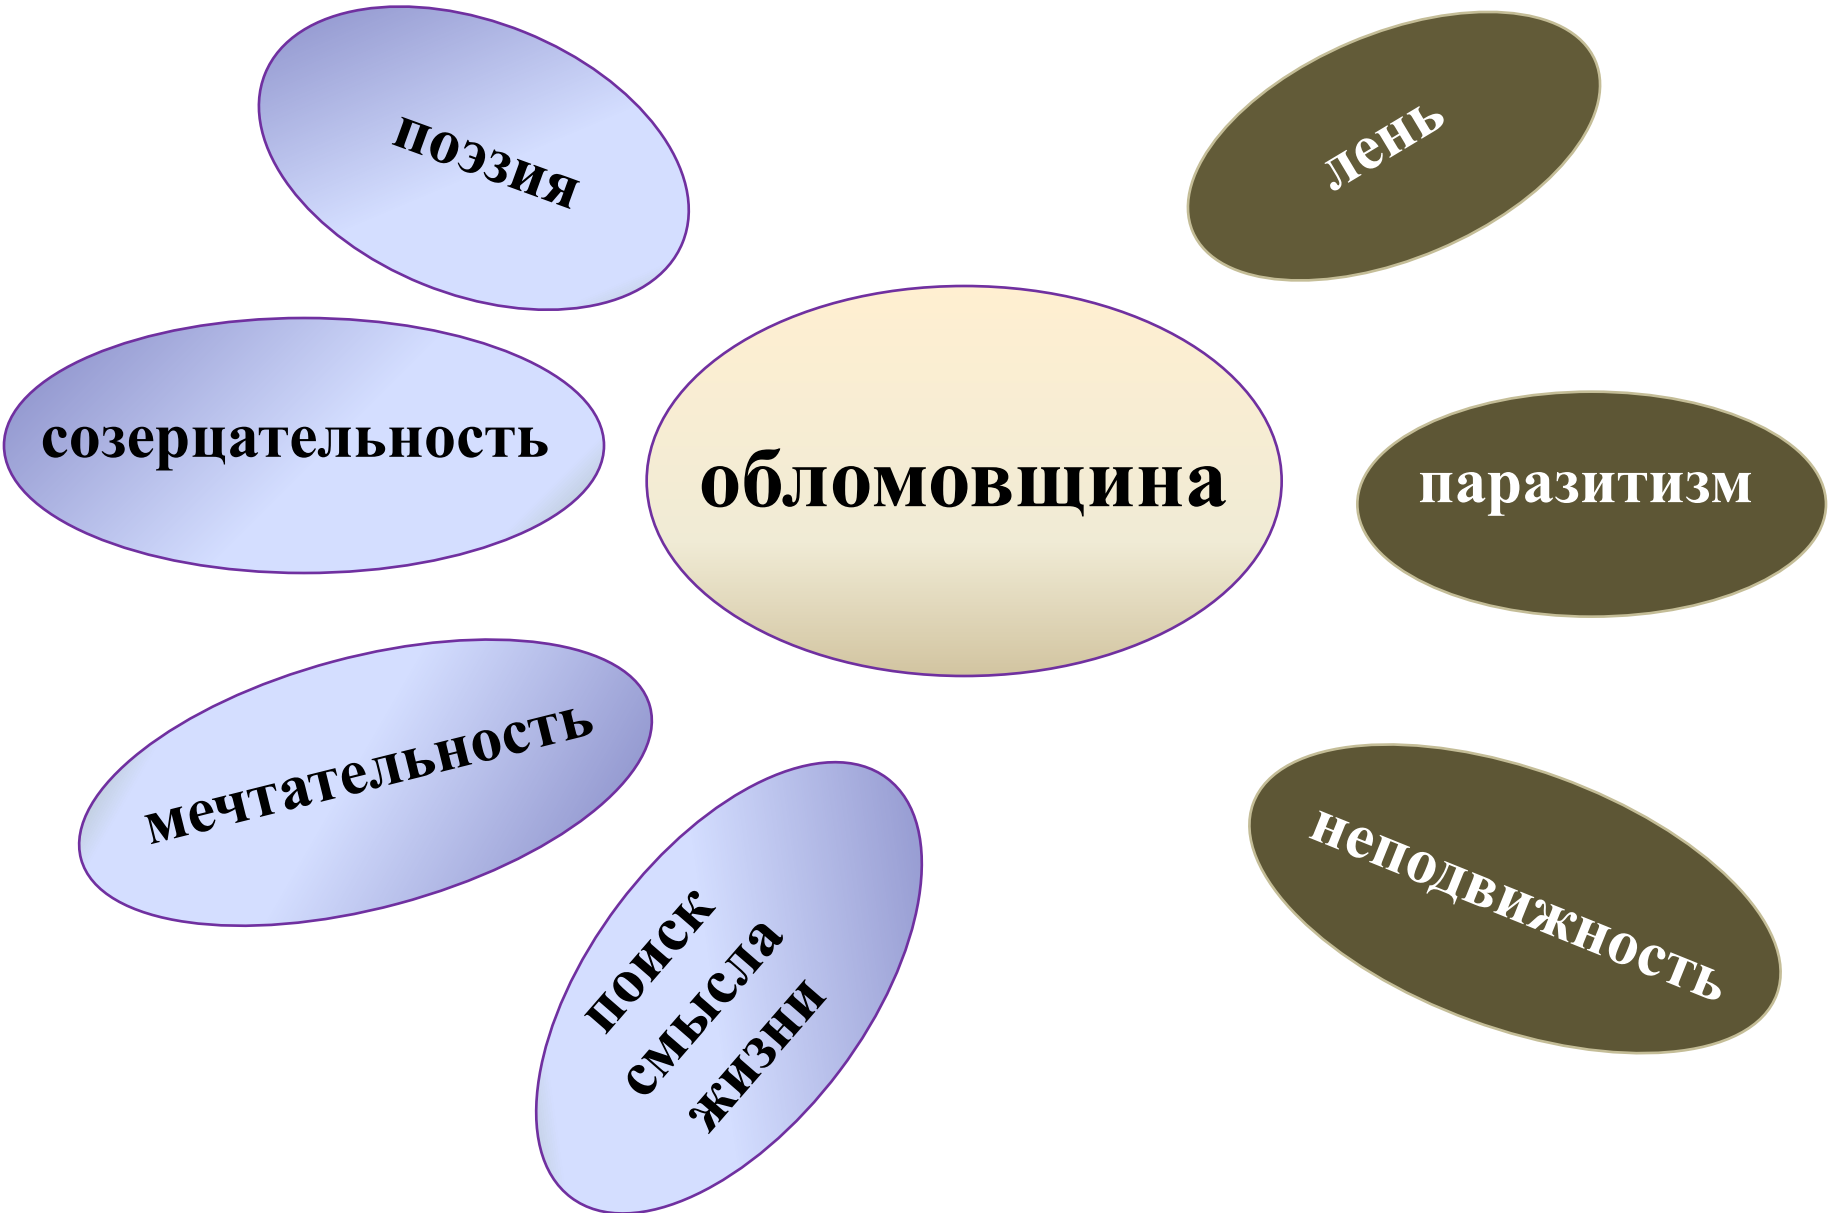 поэзия
лень
созерцательность
обломовщина
паразитизм
мечтательность
неподвижность
поиск
смысла
жизни